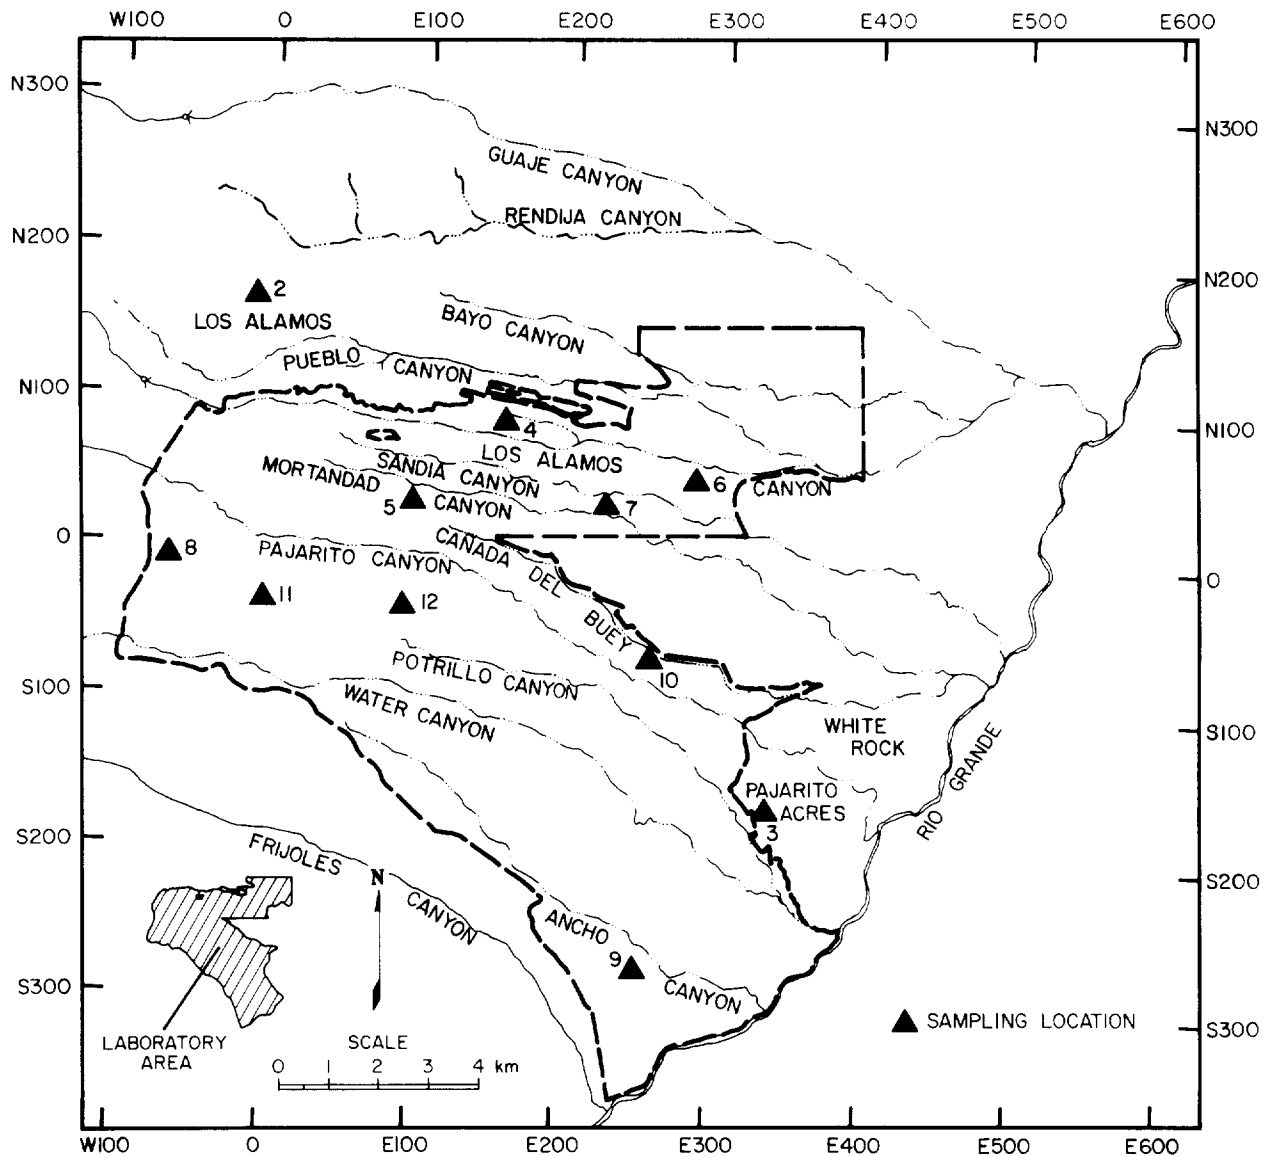 W100 0 E100 E200 E300 E400 E500 E600
N300
N300
GUAJE CANYON
RENDIJA CANYON
N200
N200
2
LOS ALAMOS
BAYO CANYON
PUEBLO CANYON
N100
N100
4
LOS ALAMOS
CANYON
6
SANDIA CANYON
MORTANDAD
CANYON
5
7
0
0
8
PAJARITO CANYON
CAÑADA DEL BUEY
11
12
10
POTRILLO CANYON
S100
S100
WATER CANYON
WHITE
ROCK
PAJARITO
ACRES
3
RIO GRANDE
S200
S200
FRIJOLES
CANYON
N
ANCHO
CANYON
9
S300
S300
SAMPLING LOCATION
LABORATORY
AREA
SCALE
0 1 2 3 4 km
W100 0 E100 E200 E300 E400 E500 E600